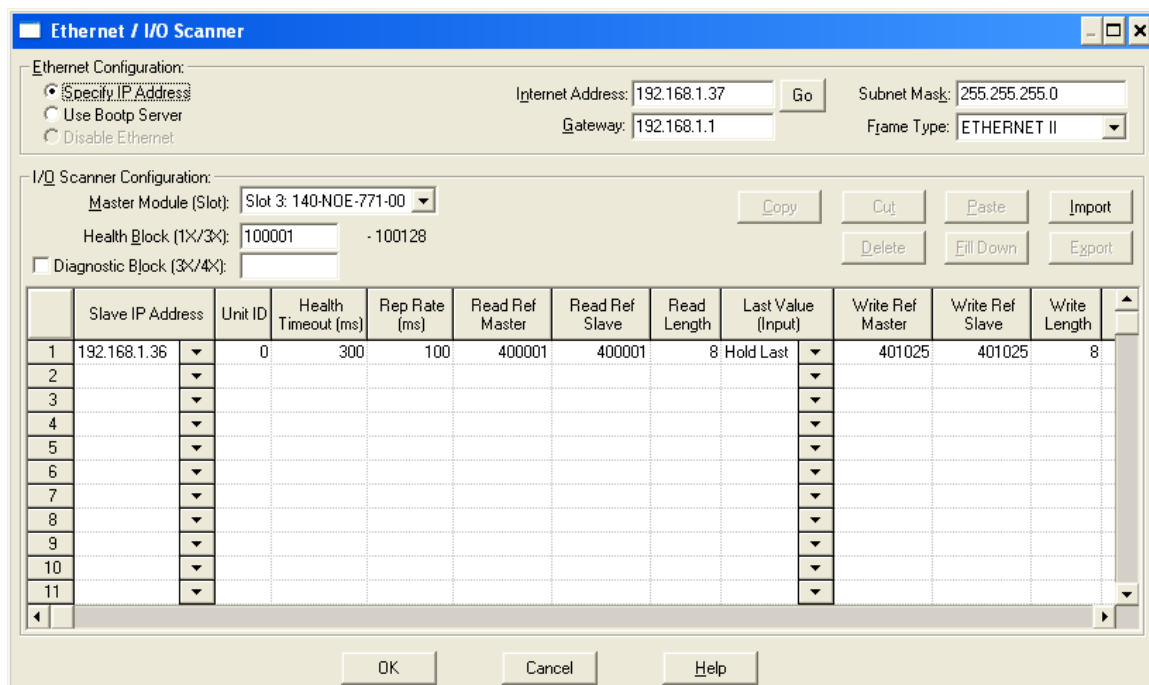 Ethernet / I/O Scanner
Ethernet Configuration:
Specify IP Address
Use Bootp Server
Disable Ethernet
Internet Address: 192.168.1.37 Go
Gateway: 192.168.1.1
Subnet Mask: 255.255.255.0
Frame Type: ETHERNET II
I/O Scanner Configuration:
Master Module (Slot): Slot 3: 140-NOE-771-00
Health Block (1X/3X): 100001 - 100128
Diagnostic Block (3X/4X):
Copy Cut Paste Import
Delete Fill Down Export
Slave IP Address Unit ID Health Timeout (ms) Rep Rate (ms) Read Ref Master Read Ref Slave Read Length Last Value (Input) Write Ref Master Write Ref Slave Write Length
1 192.168.1.36 0 300 100 400001 400001 8 Hold Last 401025 401025 8
2
3
4
5
6
7
8
9
10
11
OK Cancel Help